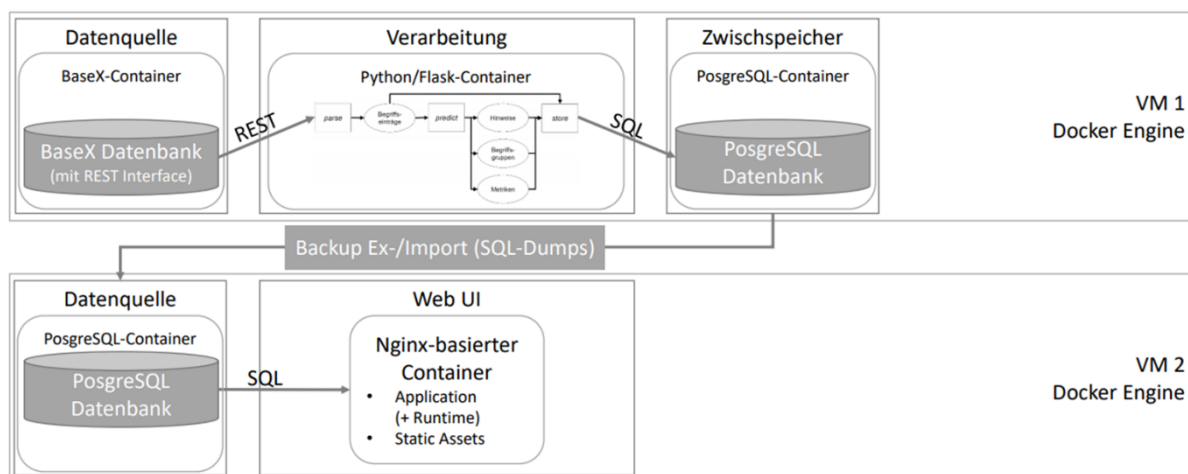 Datenquelle
BaseX-Container
BaseX Datenbank
(mit REST Interface)
REST
Verarbeitung
Python/Flask-Container
parse
Begriffs-
einträge
predict
Hinweise
store
Begriffs-
gruppen
Metriken
SQL
Zwischspeicher
PosgreSQL-Container
PosgreSQL
Datenbank
VM 1
Docker Engine
Backup Ex-/Import (SQL-Dumps)
Datenquelle
PosgreSQL-Container
PosgreSQL
Datenbank
SQL
Web UI
Nginx-basierter
Container
• Application
(+ Runtime)
• Static Assets
VM 2
Docker Engine